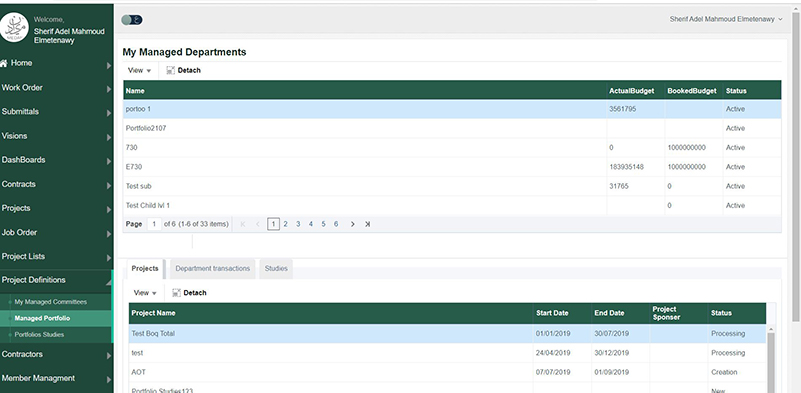 Welcome,
Sherif Adel Mahmoud
Elmetenawy
Sherif Adel Mahmoud Elmetenawy
Home
Work Order
Submittals
Visions
DashBoards
Contracts
Projects
Job Order
Project Lists
Project Definitions
My Managed Committees
Managed Portfolio
Portfolios Studies
Contractors
Member Managment
My Managed Departments
View Detach
Name ActualBudget BookedBudget Status
portoo 1 3561795 Active
Portfolio2107 Active
730 0 1000000000 Active
E730 183935148 1000000000 Active
Test sub 31765 0 Active
Test Child lvl 1 0 Active
Page 1 of 6 (1-6 of 33 items) 1 2 3 4 5 6
Projects Department transactions Studies
View Detach
Project Name Start Date End Date Project Sponser Status
Test Boq Total 01/01/2019 30/07/2019 Processing
test 24/04/2019 30/12/2019 Processing
AOT 07/07/2019 01/09/2019 Creation
Portfolio Studies123 New